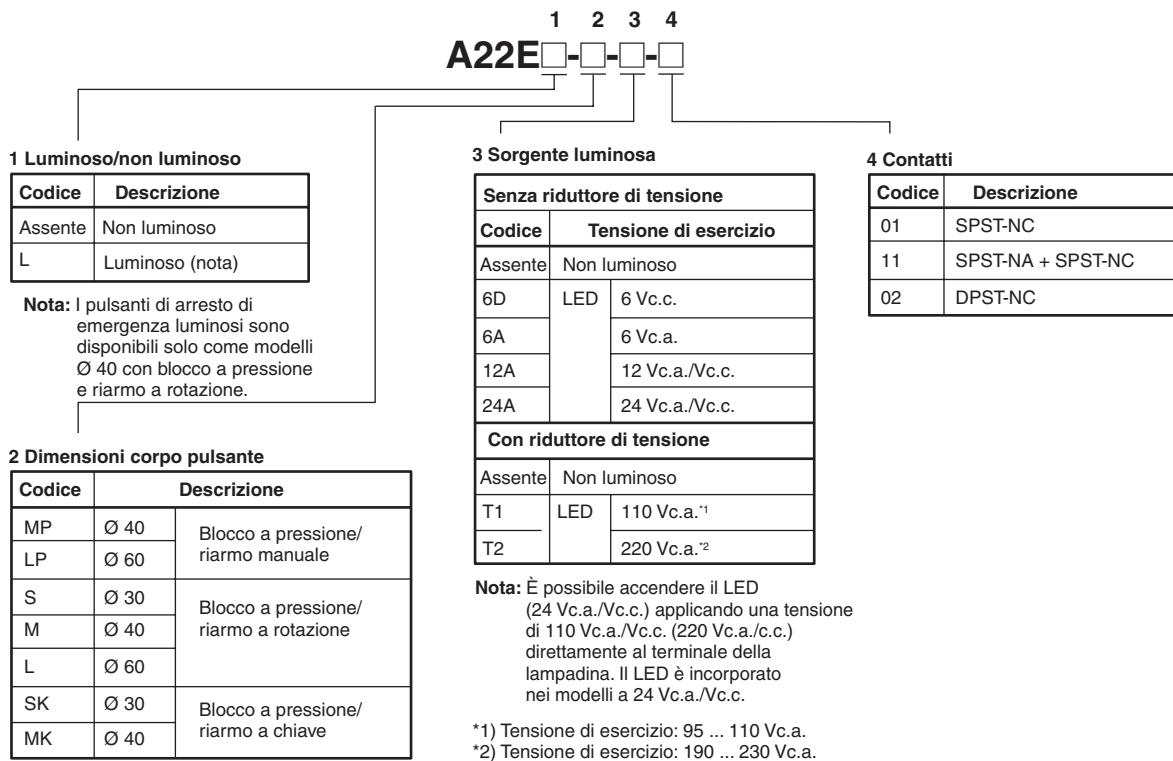 1 2 3 4
A22E□-□-□-□
1 Luminoso/non luminoso
Codice Descrizione
Assente Non luminoso
L Luminoso (nota)
Nota: I pulsanti di arresto di
emergenza luminosi sono
disponibili solo come modelli
Ø 40 con blocco a pressione
e riarmo a rotazione.
2 Dimensioni corpo pulsante
Codice Descrizione
MP Ø 40 Blocco a pressione/
LP Ø 60 riarmo manuale
S Ø 30 Blocco a pressione/
M Ø 40 riarmo a rotazione
L Ø 60
SK Ø 30 Blocco a pressione/
MK Ø 40 riarmo a chiave
3 Sorgente luminosa
Senza riduttore di tensione
Codice Tensione di esercizio
Assente Non luminoso
6D LED 6 Vc.c.
6A 6 Vc.a.
12A 12 Vc.a./Vc.c.
24A 24 Vc.a./Vc.c.
Con riduttore di tensione
Assente Non luminoso
T1 LED 110 Vc.a.*1
T2 220 Vc.a.*2
Nota: È possibile accendere il LED
(24 Vc.a./Vc.c.) applicando una tensione
di 110 Vc.a./Vc.c. (220 Vc.a./c.c.)
direttamente al terminale della
lampadina. Il LED è incorporato
nei modelli a 24 Vc.a./Vc.c.
*1) Tensione di esercizio: 95 ... 110 Vc.a.
*2) Tensione di esercizio: 190 ... 230 Vc.a.
4 Contatti
Codice Descrizione
01 SPST-NC
11 SPST-NA + SPST-NC
02 DPST-NC